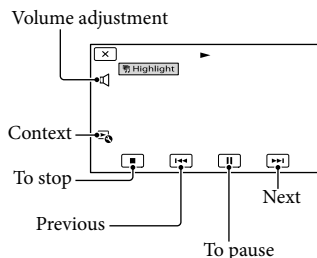 Volume adjustment
Highlight
Context
To stop
Next
Previous
To pause